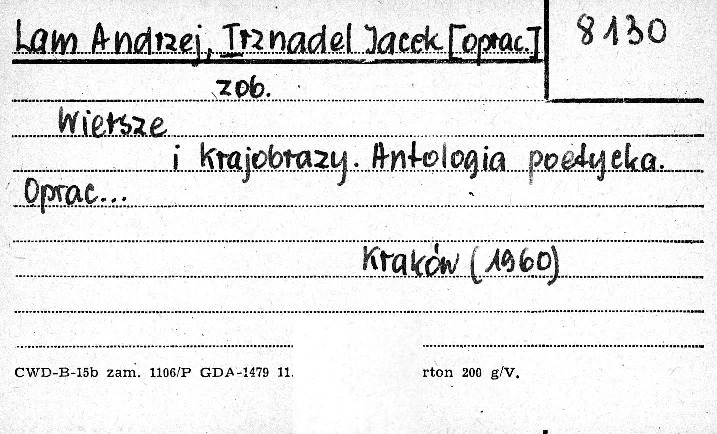 Lam Andrzej, Trznadel Jacek [oprac.]
8130
zob.
Wiersze
i krajobrazy. Antologia poetycka.
Oprac...
Kraków (1960)
CWD-B-15b zam. 1106/P GDA-1479 11.
rton 200 g/V.